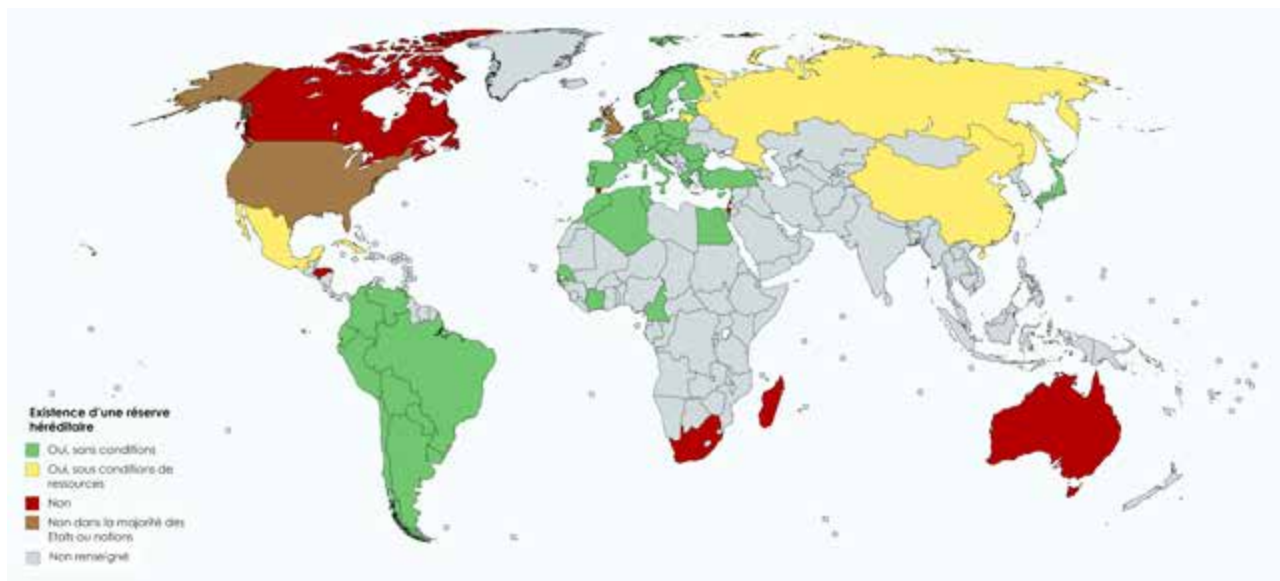 Existence d'une réserve
héréditaire
Oui, sans conditions
Oui, sous conditions de
ressources
Non
Non dans la majorité des
Etats ou nations
Non renseigné